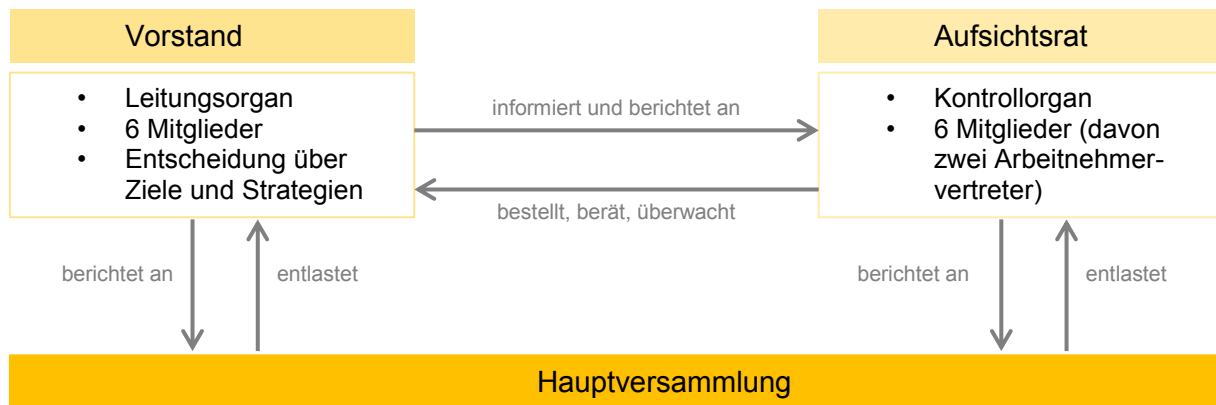 Vorstand
• Leitungsorgan
• 6 Mitglieder
• Entscheidung über
Ziele und Strategien
informiert und berichtet an
bestellt, berät, überwacht
Aufsichtsrat
• Kontrollorgan
• 6 Mitglieder (davon
zwei Arbeitnehmer-
vertreter)
berichtet an
entlastet
berichtet an
entlastet
Hauptversammlung